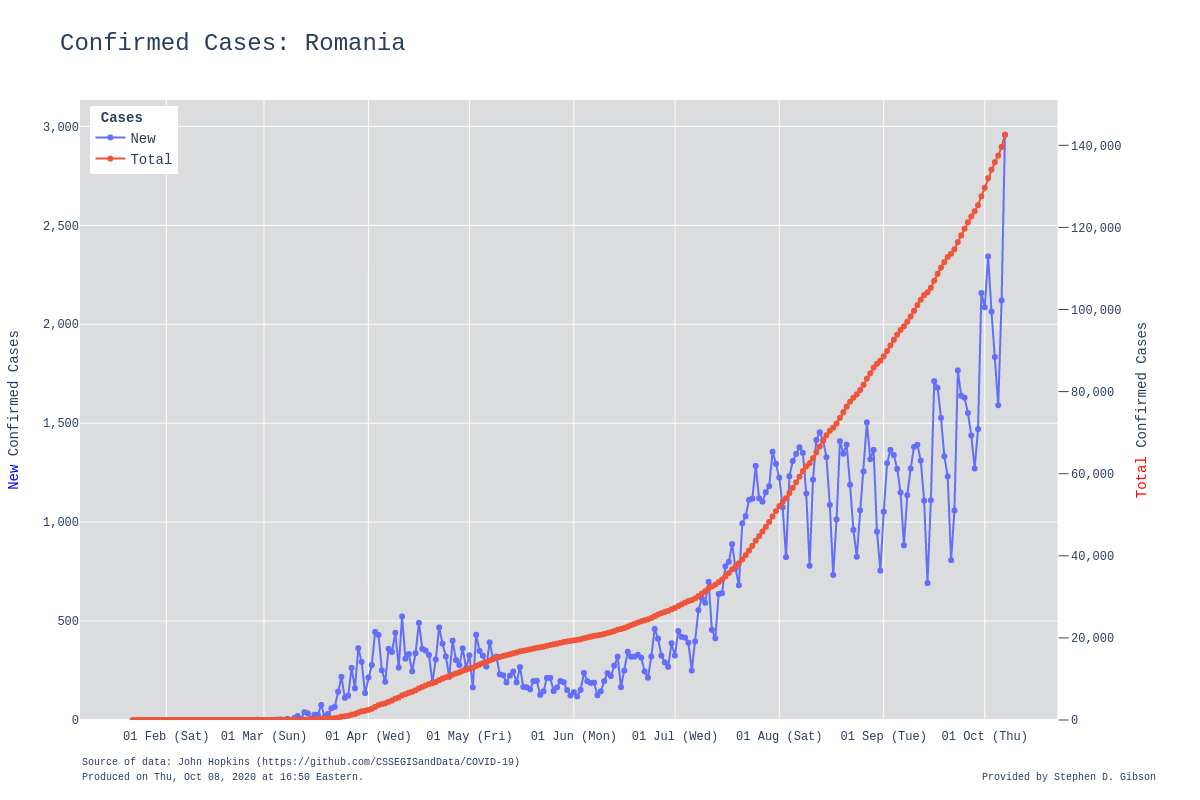 Confirmed Cases: Romania
Cases
New
Total
3,000
2,500
2,000
1,500
1,000
500
0
140,000
120,000
100,000
80,000
60,000
40,000
20,000
0
New Confirmed Cases
Total Confirmed Cases
01 Feb (Sat) 01 Mar (Sun) 01 Apr (Wed) 01 May (Fri) 01 Jun (Mon) 01 Jul (Wed) 01 Aug (Sat) 01 Sep (Tue) 01 Oct (Thu)
Source of data: John Hopkins (https://github.com/CSSEGISandData/COVID-19)
Produced on Thu, Oct 08, 2020 at 16:50 Eastern.
Provided by Stephen D. Gibson